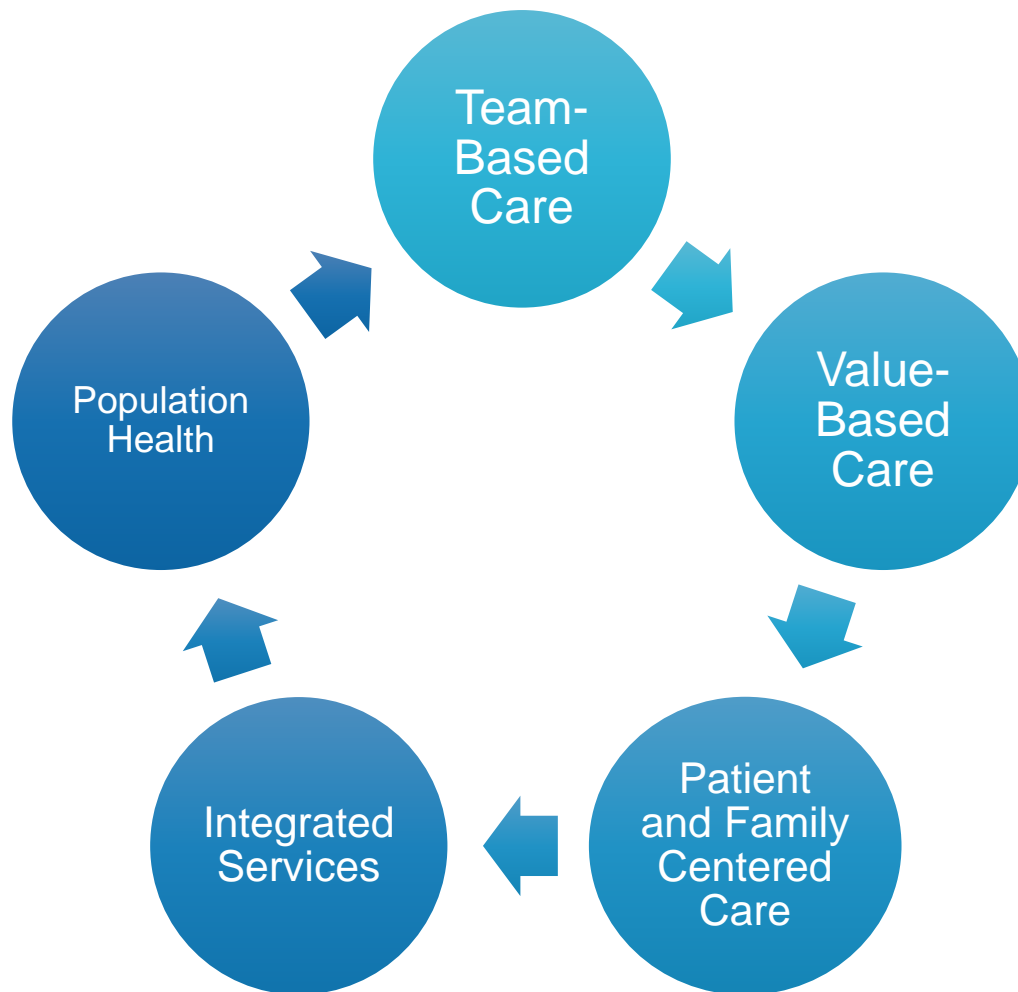 Team-
Based
Care
Value-
Based
Care
Patient
and Family
Centered
Care
Integrated
Services
Population
Health